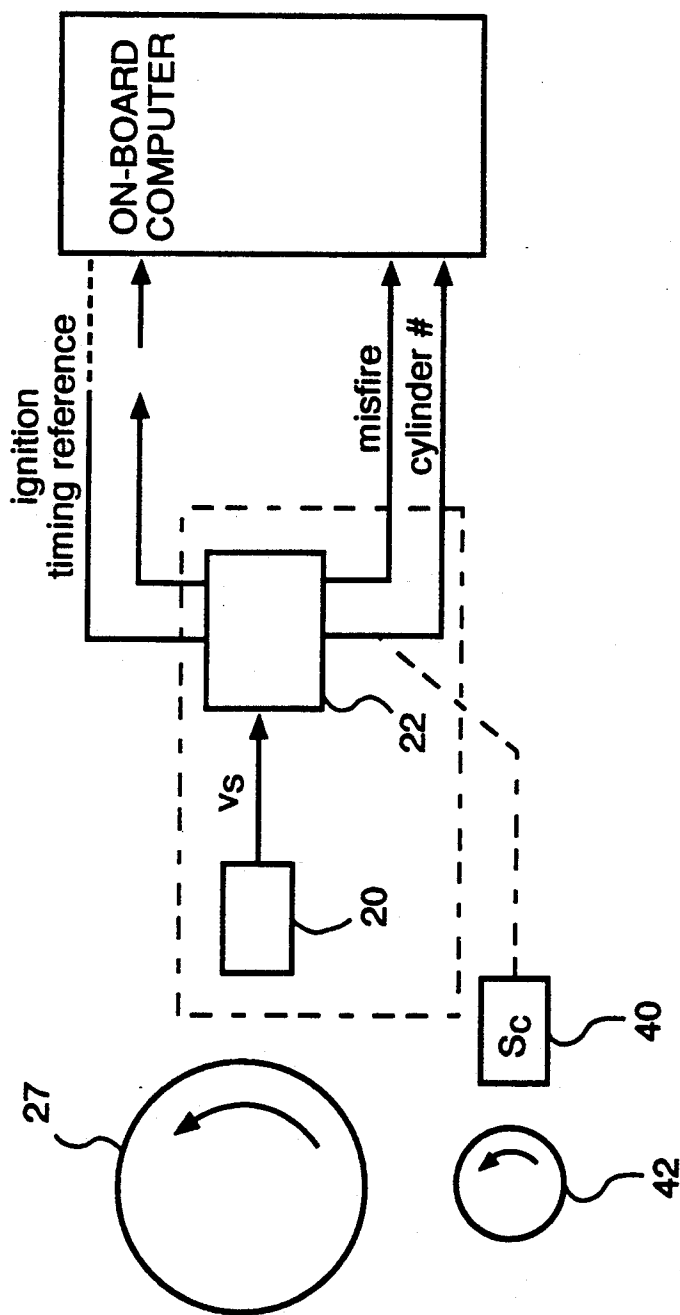 ignition
timing reference
ON-BOARD
COMPUTER
misfire
cylinder #
Vs
22
20
27
Sc
40
42